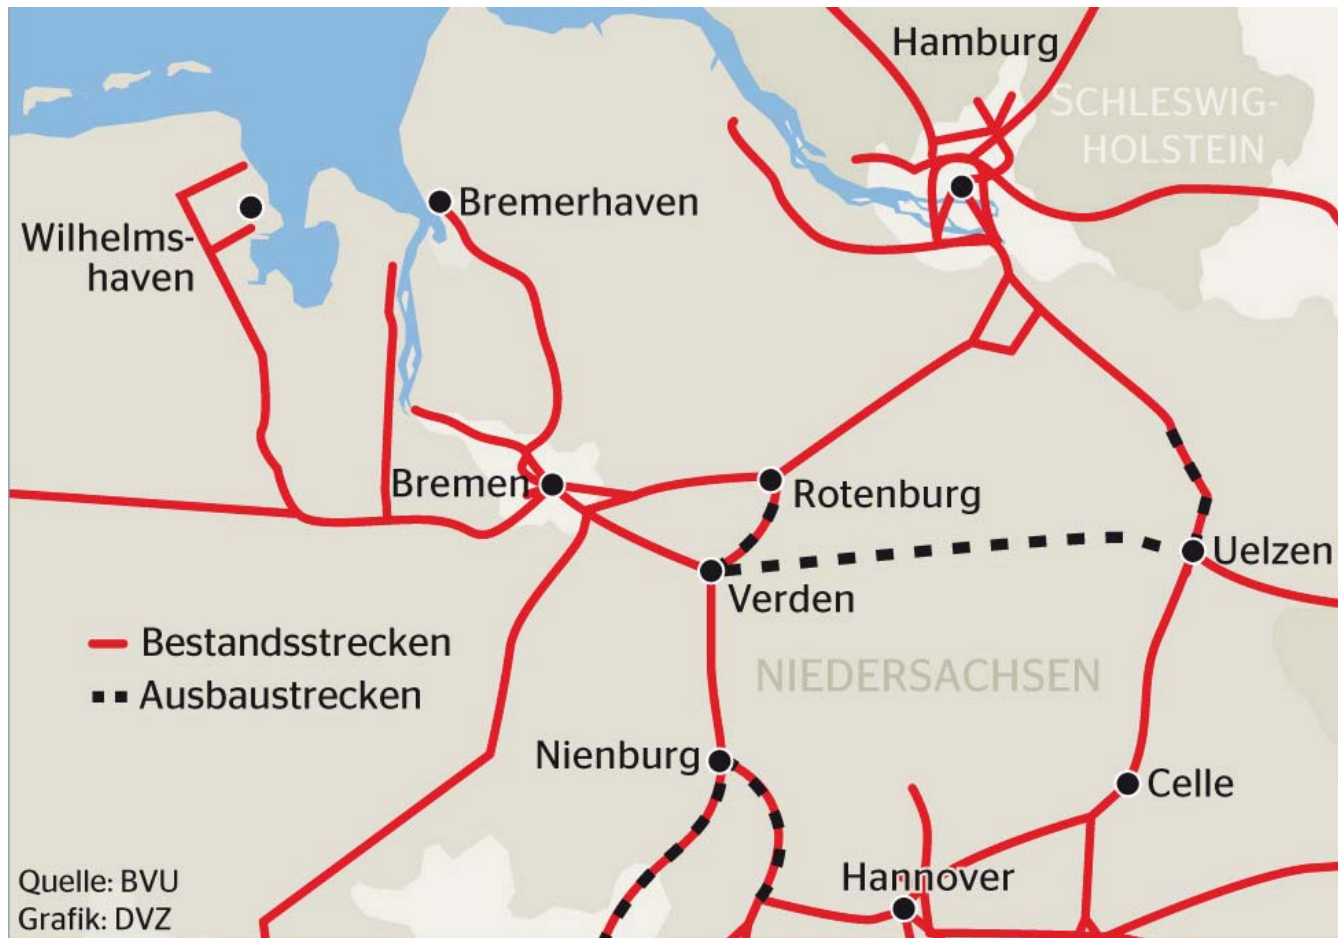 Hamburg
SCHLESWIG-
HOLSTEIN
Bremerhaven
Wilhelms-
haven
Bremen
Rotenburg
Uelzen
Verden
Bestandsstrecken
Ausbaustrecken
NIEDERSACHSEN
Nienburg
Celle
Hannover
Quelle: BVU
Grafik: DVZ